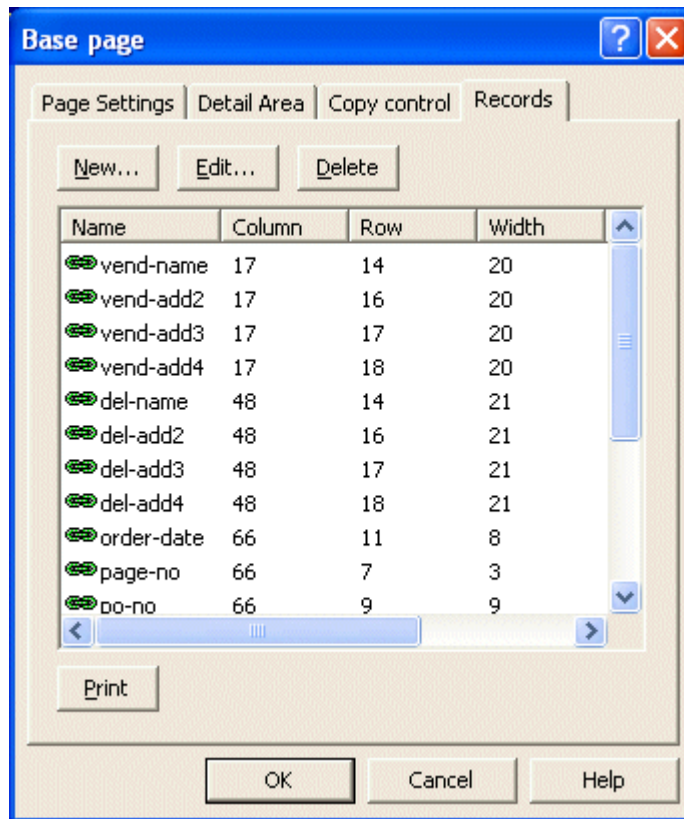 Base page
Page Settings Detail Area Copy control Records
New... Edit... Delete
Name Column Row Width
vend-name 17 14 20
vend-add2 17 16 20
vend-add3 17 17 20
vend-add4 17 18 20
del-name 48 14 21
del-add2 48 16 21
del-add3 48 17 21
del-add4 48 18 21
order-date 66 11 8
page-no 66 7 3
po-no 66 9 9
Print
OK Cancel Help